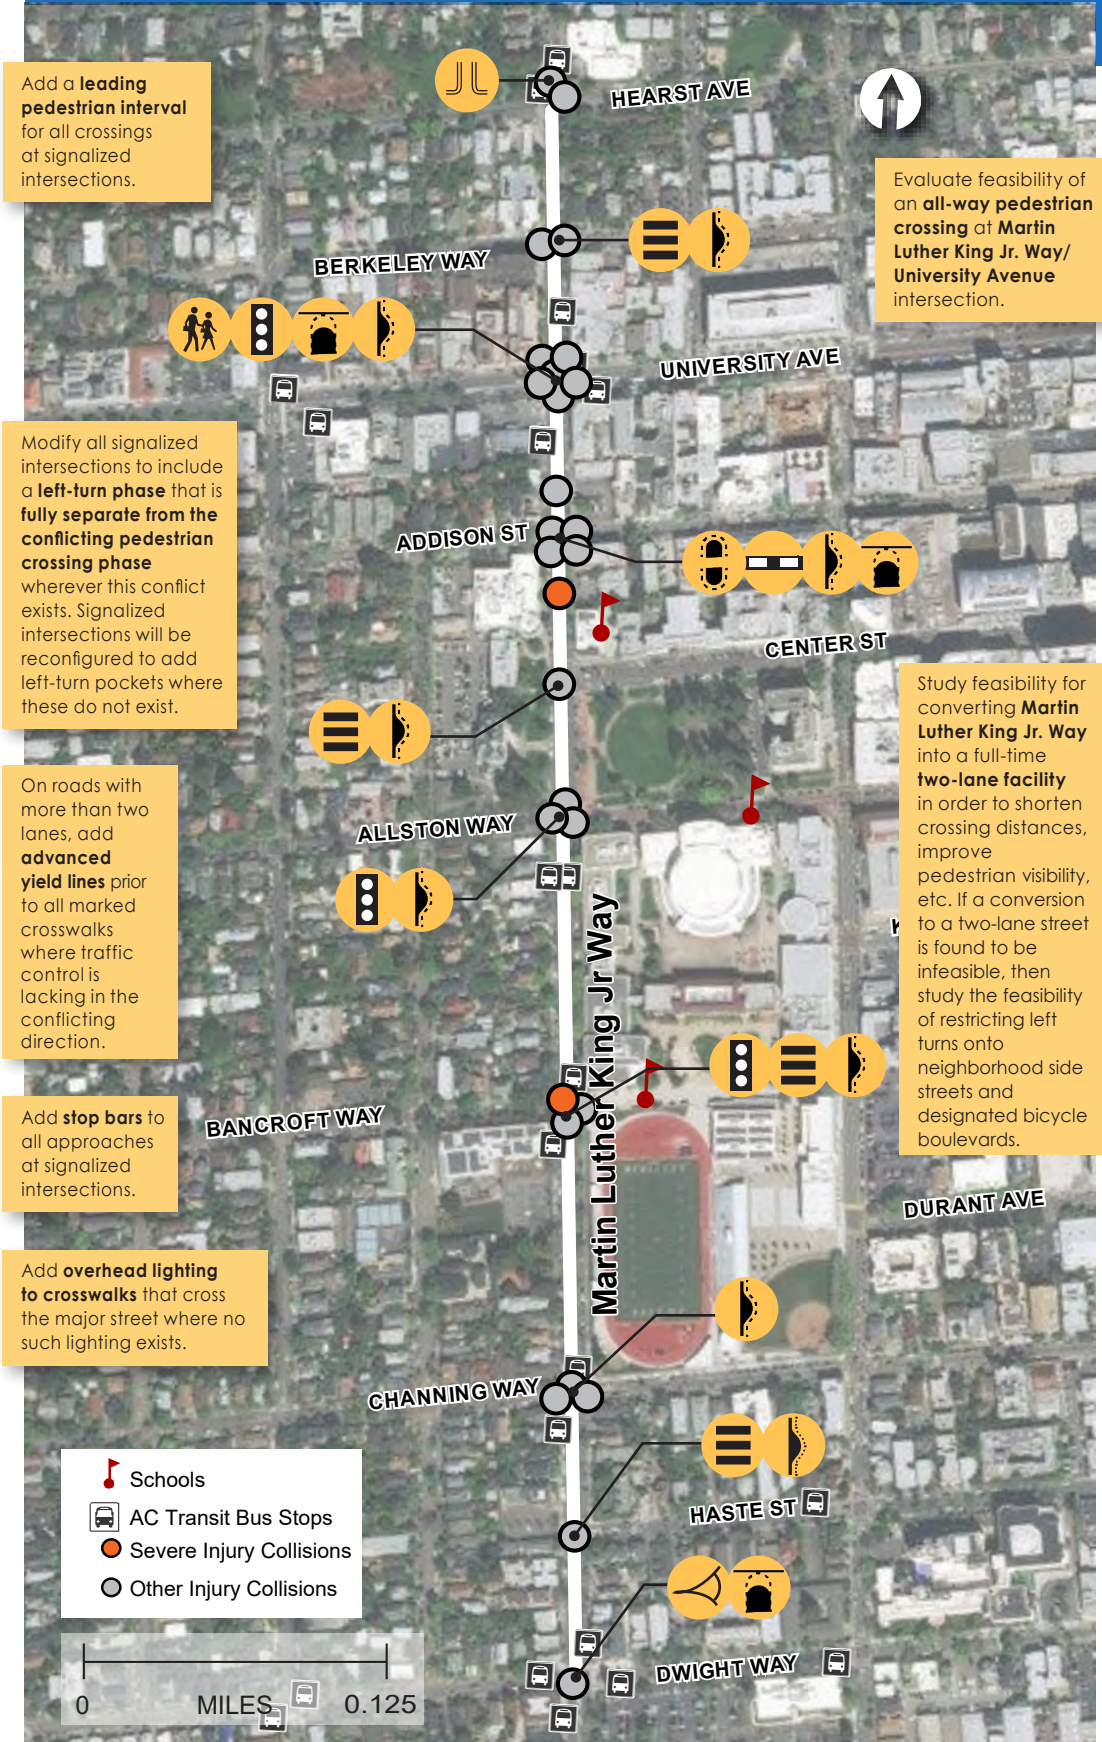 Add a leading
pedestrian interval
for all crossings
at signalized
intersections.
HEARST AVE
Evaluate feasibility of
an all-way pedestrian
crossing at Martin
Luther King Jr. Way/
University Avenue
intersection.
BERKELEY WAY
UNIVERSITY AVE
Modify all signalized
intersections to include
a left-turn phase that is
fully separate from the
conflicting pedestrian
crossing phase
wherever this conflict
exists. Signalized
intersections will be
reconfigured to add
left-turn pockets where
these do not exist.
ADDISON ST
CENTER ST
Study feasibility for
converting Martin
Luther King Jr. Way
into a full-time
two-lane facility
in order to shorten
crossing distances,
improve
pedestrian visibility,
etc. If a conversion
to a two-lane street
is found to be
infeasible, then
study the feasibility
of restricting left
turns onto
neighborhood side
streets and
designated bicycle
boulevards.
On roads with
more than two
lanes, add
advanced
yield lines prior
to all marked
crosswalks
where traffic
control is
lacking in the
conflicting
direction.
ALLSTON WAY
Martin Luther King Jr Way
Add stop bars to
all approaches
at signalized
intersections.
BANCROFT WAY
DURANT AVE
Add overhead lighting
to crosswalks that cross
the major street where no
such lighting exists.
CHANNING WAY
HASTE ST
DWIGHT WAY
Schools
AC Transit Bus Stops
Severe Injury Collisions
Other Injury Collisions
0 MILES 0.125